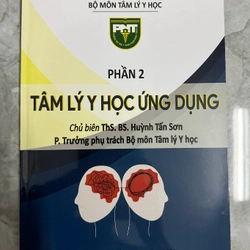 BỘ MÔN TÂM LÝ Y HỌC
PNT
PHẦN 2
TÂM LÝ Y HỌC ỨNG DỤNG
Chủ biên ThS. BS. Huỳnh Tấn Sơn
P. Trưởng phụ trách Bộ môn Tâm lý Y học